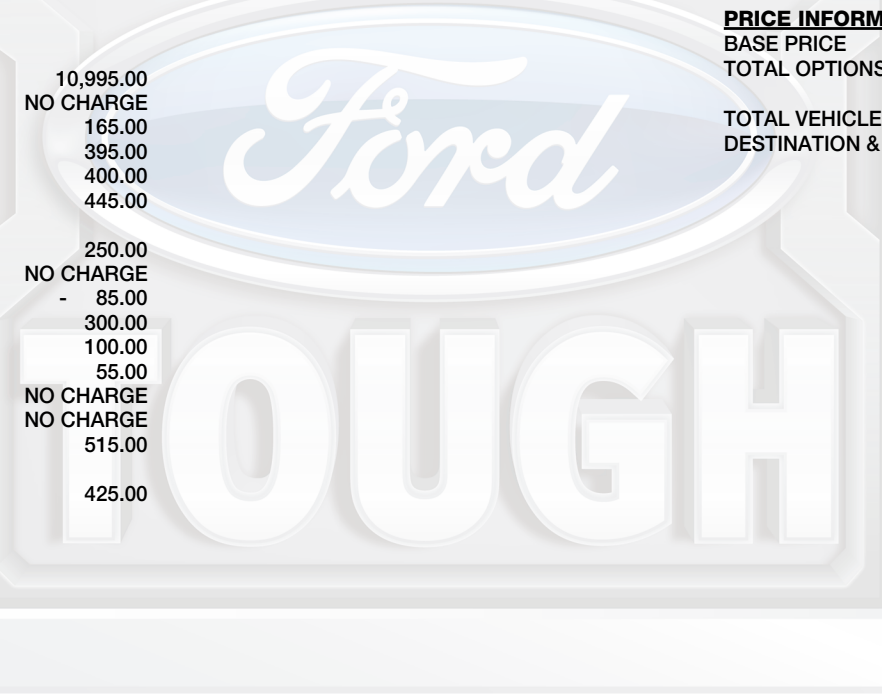 10,995.00
NO CHARGE
165.00
395.00
400.00
445.00
250.00
NO CHARGE
- 85.00
300.00
100.00
55.00
NO CHARGE
NO CHARGE
515.00
425.00
PRICE INFORM
BASE PRICE
TOTAL OPTIONS
TOTAL VEHICLE
DESTINATION &
Ford
TOUGH